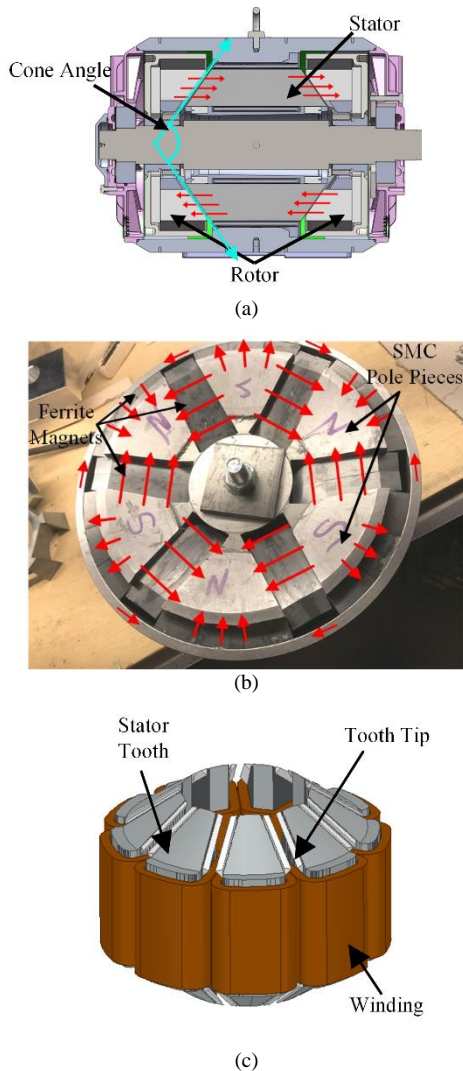 Stator
Cone Angle
Rotor
(a)
SMC
Pole Pieces
Ferrite
Magnets
S
N
N
S
S
N
(b)
Stator
Tooth
Tooth Tip
Winding
(c)